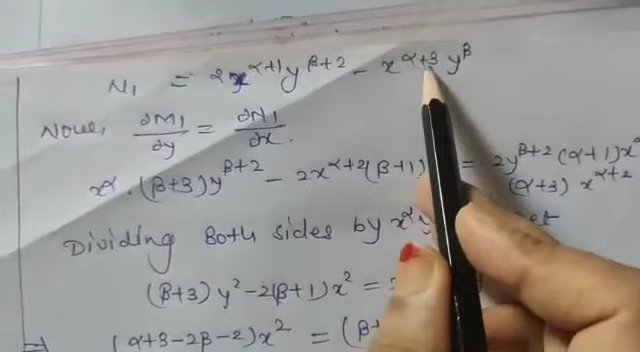 N₁ = 2x^(α+1) y^(β+2) - x^(α+3) y^β
Now, ∂M₁/∂y = ∂N₁/∂x.
x^α · (β+3) y^(β+2) - 2x^(α+2) (β+1) = 2y^(β+2) (α+1) x^α
(α+3) x^(α+2)
Dividing Both sides by x^α y
(β+3) y² - 2(β+1) x² =
⇒ (α+3-2β-2) x² = (β+